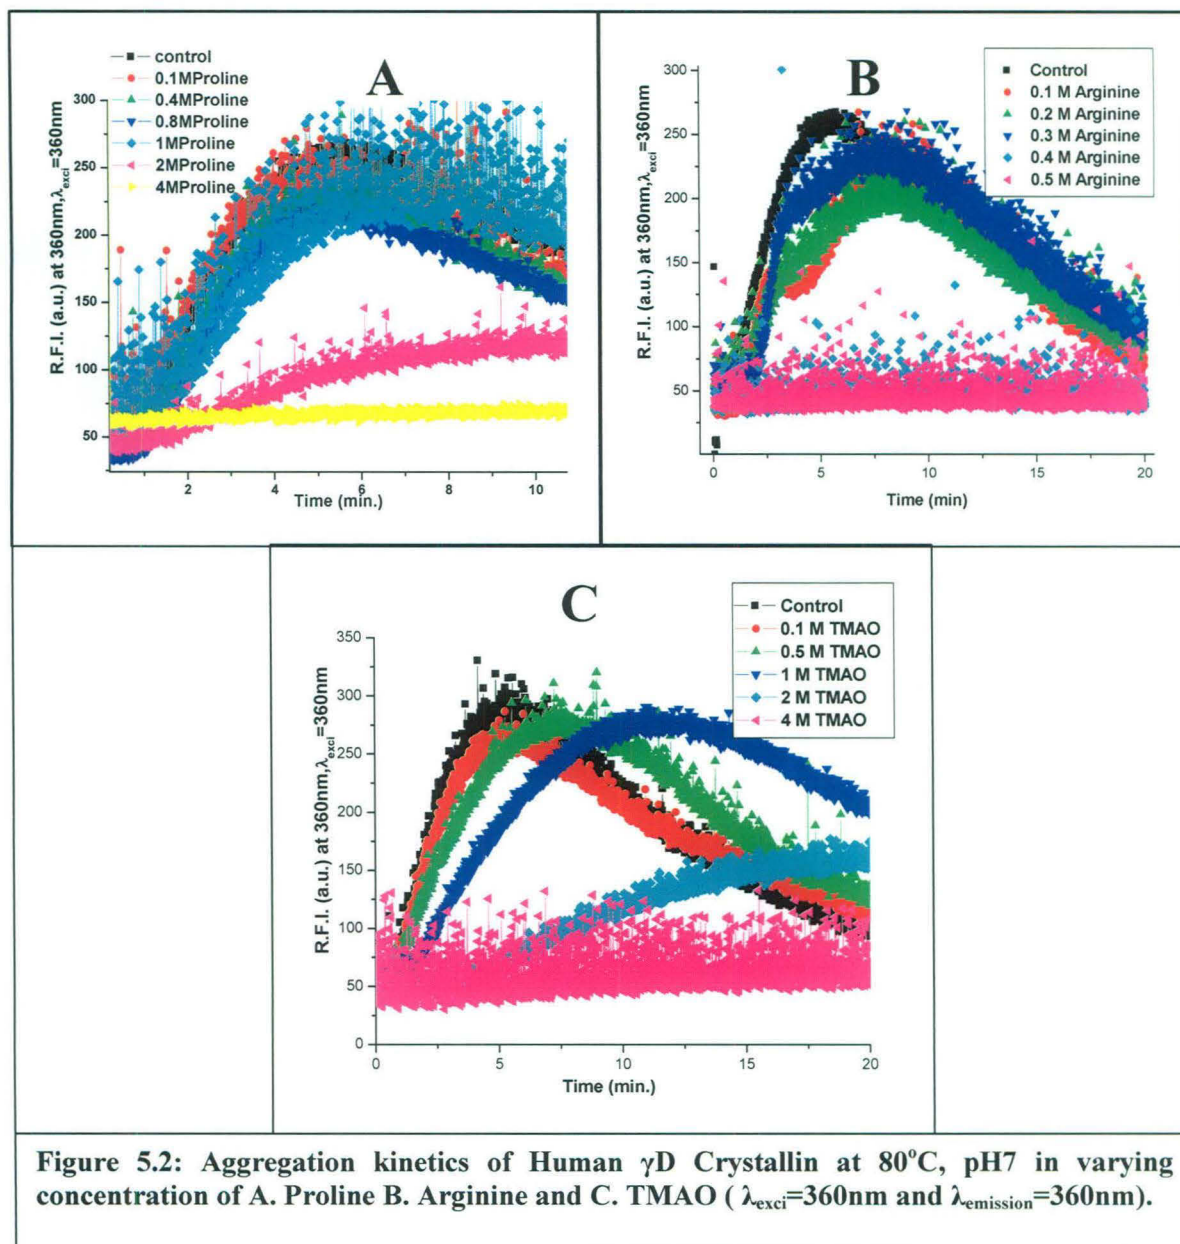 A
control
0.1MProline
0.4MProline
0.8MProline
1MProline
2MProline
4MProline
R.F.I. (a.u.) at 360nm,λexci=360nm
300
250
200
150
100
50
2 4 6 8 10
Time (min.)
B
Control
0.1 M Arginine
0.2 M Arginine
0.3 M Arginine
0.4 M Arginine
0.5 M Arginine
R.F.I. (a.u.) at 360nm,λexci=360nm
300
250
200
150
100
50
0 5 10 15 20
Time (min)
C
Control
0.1 M TMAO
0.5 M TMAO
1 M TMAO
2 M TMAO
4 M TMAO
R.F.I. (a.u.) at 360nm,λexci=360nm
350
300
250
200
150
100
50
0
0 5 10 15 20
Time (min.)
Figure 5.2: Aggregation kinetics of Human γD Crystallin at 80°C, pH7 in varying
concentration of A. Proline B. Arginine and C. TMAO ( λexci=360nm and λemission=360nm).